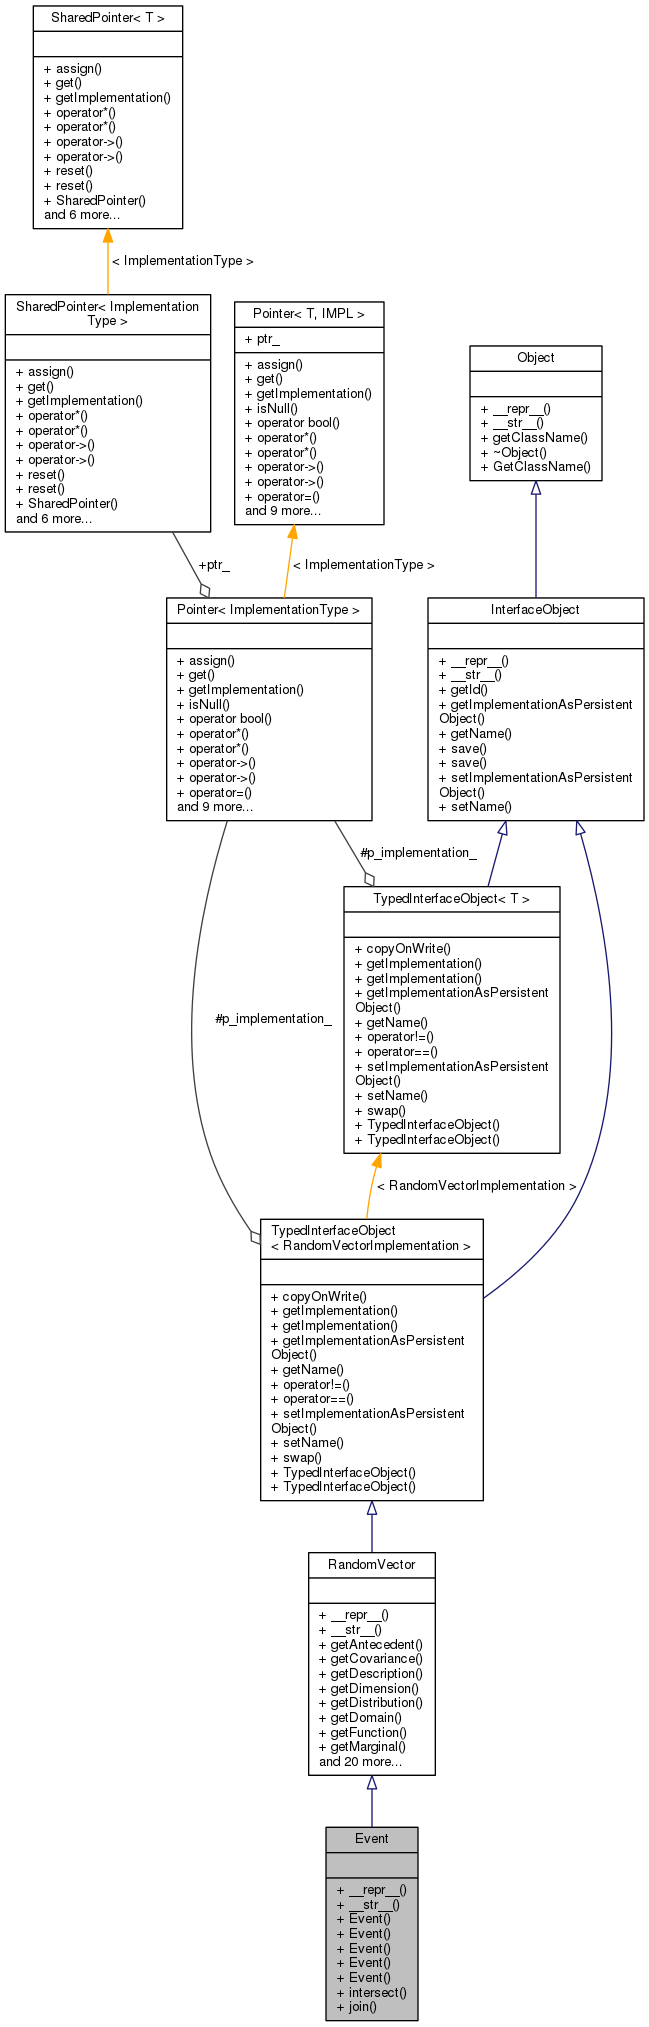 SharedPointer< T >
+ assign()
+ get()
+ getImplementation()
+ operator*()
+ operator*()
+ operator->()
+ operator->()
+ reset()
+ reset()
+ SharedPointer()
and 6 more...
< ImplementationType >
SharedPointer< Implementation
Type >
+ assign()
+ get()
+ getImplementation()
+ operator*()
+ operator*()
+ operator->()
+ operator->()
+ reset()
+ reset()
+ SharedPointer()
and 6 more...
Pointer< T, IMPL >
+ ptr_
+ assign()
+ get()
+ getImplementation()
+ isNull()
+ operator bool()
+ operator*()
+ operator*()
+ operator->()
+ operator->()
+ operator=()
and 9 more...
Object
+ __repr__()
+ __str__()
+ getClassName()
+ ~Object()
+ GetClassName()
+ptr_
< ImplementationType >
Pointer< ImplementationType >
+ assign()
+ get()
+ getImplementation()
+ isNull()
+ operator bool()
+ operator*()
+ operator*()
+ operator->()
+ operator->()
+ operator=()
and 9 more...
InterfaceObject
+ __repr__()
+ __str__()
+ getId()
+ getImplementationAsPersistent
Object()
+ getName()
+ save()
+ save()
+ setImplementationAsPersistent
Object()
+ setName()
#p_implementation_
TypedInterfaceObject< T >
+ copyOnWrite()
+ getImplementation()
+ getImplementation()
+ getImplementationAsPersistent
Object()
+ getName()
+ operator!=()
+ operator==()
+ setImplementationAsPersistent
Object()
+ setName()
+ swap()
+ TypedInterfaceObject()
+ TypedInterfaceObject()
#p_implementation_
< RandomVectorImplementation >
TypedInterfaceObject
< RandomVectorImplementation >
+ copyOnWrite()
+ getImplementation()
+ getImplementation()
+ getImplementationAsPersistent
Object()
+ getName()
+ operator!=()
+ operator==()
+ setImplementationAsPersistent
Object()
+ setName()
+ swap()
+ TypedInterfaceObject()
+ TypedInterfaceObject()
RandomVector
+ __repr__()
+ __str__()
+ getAntecedent()
+ getCovariance()
+ getDescription()
+ getDimension()
+ getDistribution()
+ getDomain()
+ getFunction()
+ getMarginal()
and 20 more...
Event
+ __repr__()
+ __str__()
+ Event()
+ Event()
+ Event()
+ Event()
+ Event()
+ intersect()
+ join()